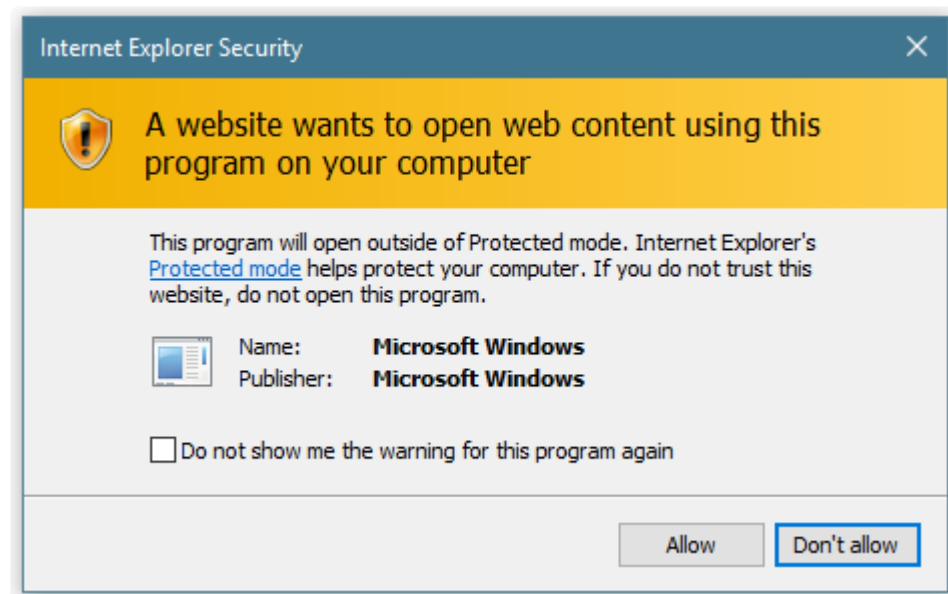 Internet Explorer Security
A website wants to open web content using this
program on your computer
This program will open outside of Protected mode. Internet Explorer's
Protected mode helps protect your computer. If you do not trust this
website, do not open this program.
Name: Microsoft Windows
Publisher: Microsoft Windows
Do not show me the warning for this program again
Allow Don't allow